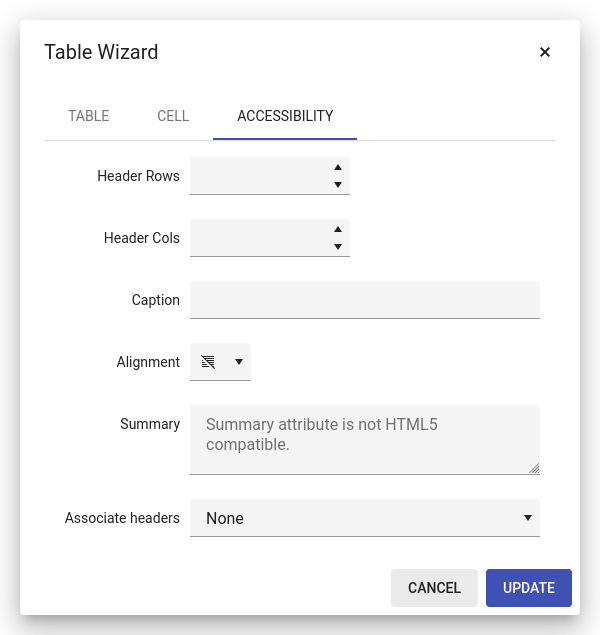 Table Wizard
TABLE CELL ACCESSIBILITY
Header Rows
Header Cols
Caption
Alignment
Summary
Summary attribute is not HTML5
compatible.
Associate headers None
CANCEL UPDATE